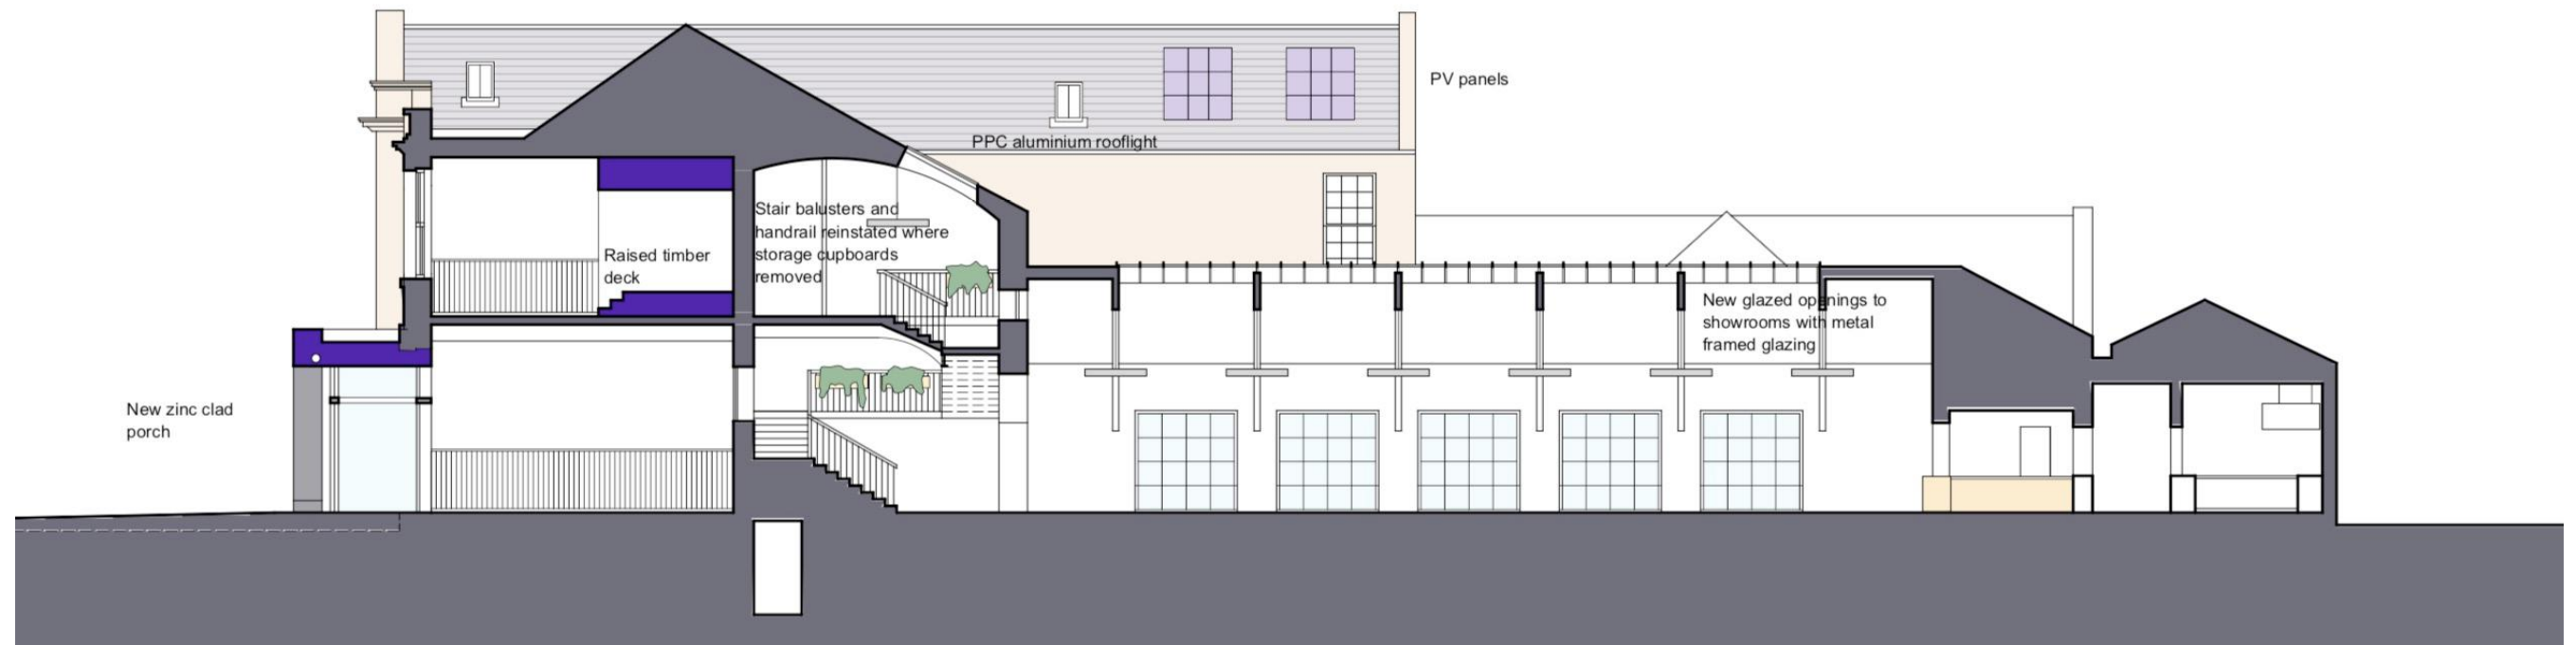 PV panels
PPC aluminium rooflight
Stair balusters and
handrail reinstated where
storage cupboards
removed
Raised timber
deck
New glazed openings to
showrooms with metal
framed glazing
New zinc clad
porch